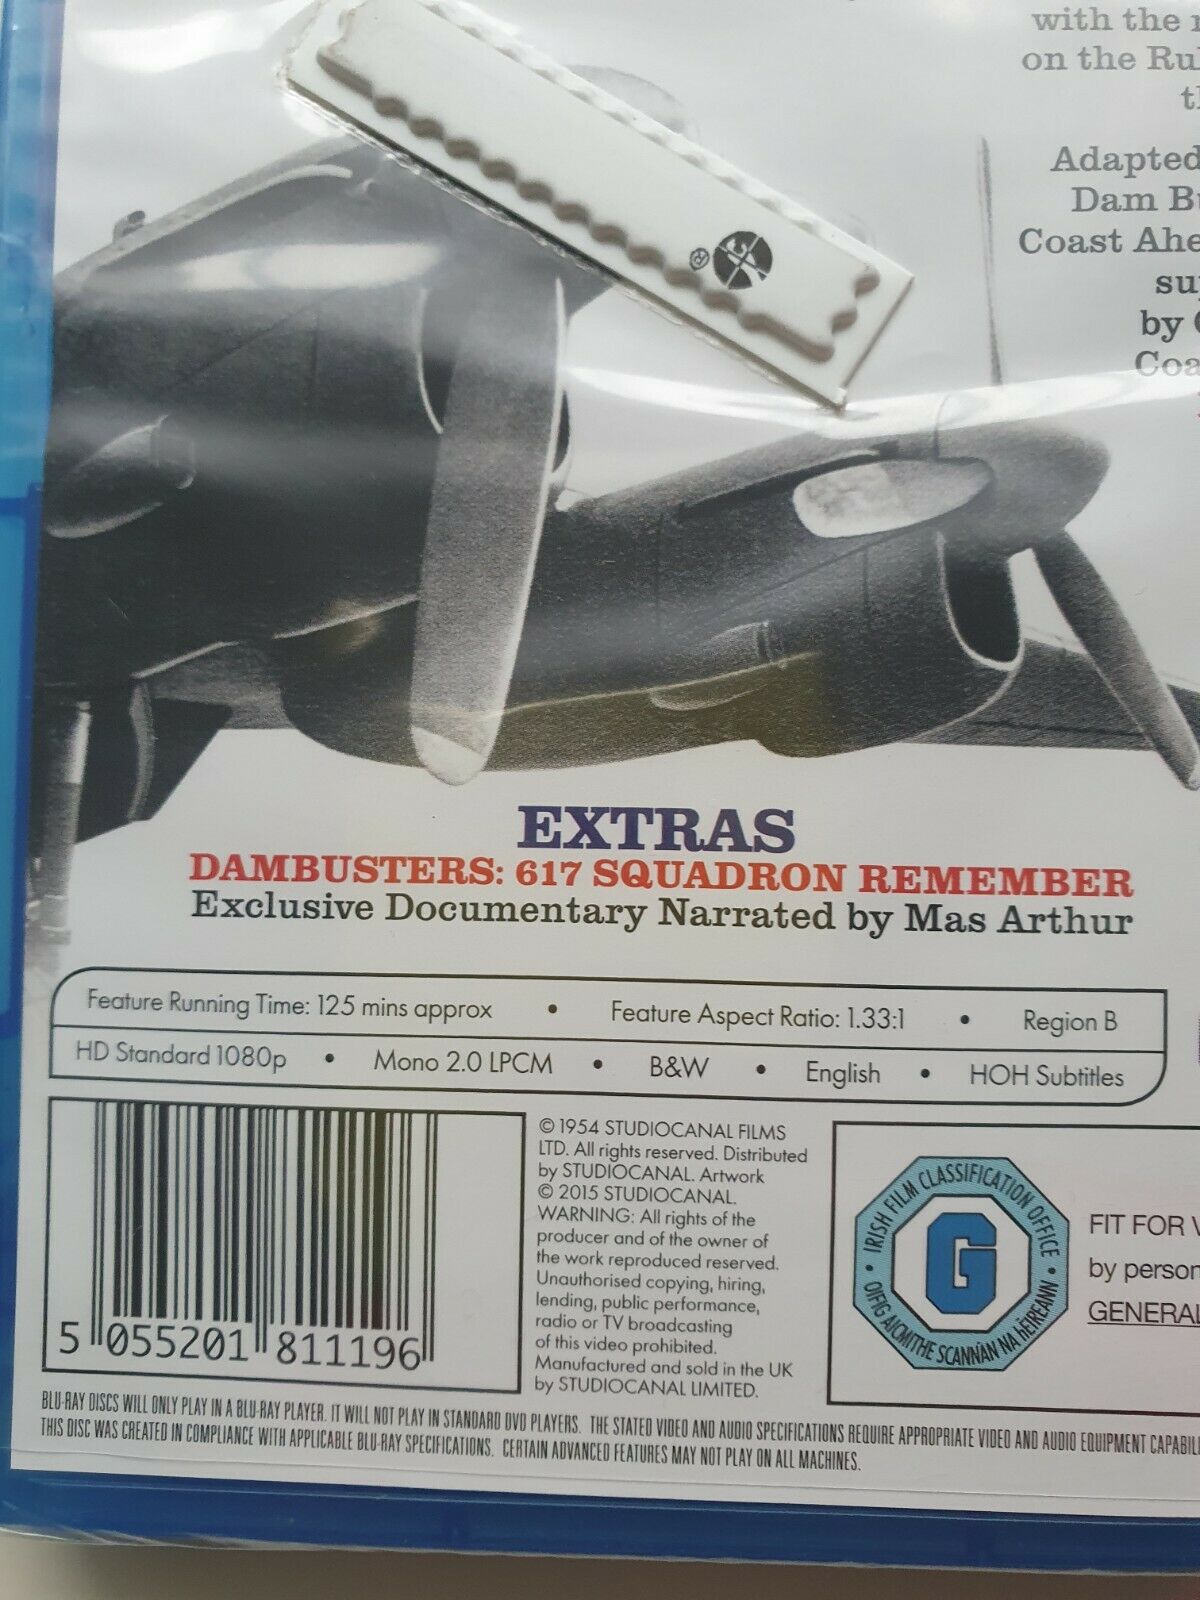 with the
on the
Adapted
Dam
Coast
by
EXTRAS
DAMBUSTERS: 617 SQUADRON REMEMBER
Exclusive Documentary Narrated by Mas Arthur
Feature Running Time: 125 mins approx • Feature Aspect Ratio: 1.33:1 • Region B
HD Standard 1080p • Mono 2.0 LPCM • B&W • English • HOH Subtitles
5 055201 811196
© 1954 STUDIOCANAL FILMS
LTD. All rights reserved. Distributed
by STUDIOCANAL. Artwork
© 2015 STUDIOCANAL.
WARNING: All rights of the
producer and of the owner of
the work reproduced reserved.
Unauthorised copying, hiring,
lending, public performance,
radio or TV broadcasting
of this video prohibited.
Manufactured and sold in the UK
by STUDIOCANAL LIMITED.
• IRISH FILM CLASSIFICATION OFFICE •
OIFIG AICMITHE SCANNÁN NA hÉIREANN
G
FIT FOR
by
GENERAL
BLU-RAY DISCS WILL ONLY PLAY IN A BLU-RAY PLAYER. IT WILL NOT PLAY IN STANDARD DVD PLAYERS. THE STATED VIDEO AND AUDIO SPECIFICATIONS REQUIRE APPROPRIATE VIDEO AND AUDIO EQUIPMENT
THIS DISC WAS CREATED IN COMPLIANCE WITH APPLICABLE BLU-RAY SPECIFICATIONS. CERTAIN ADVANCED FEATURES MAY NOT PLAY ON ALL MACHINES.